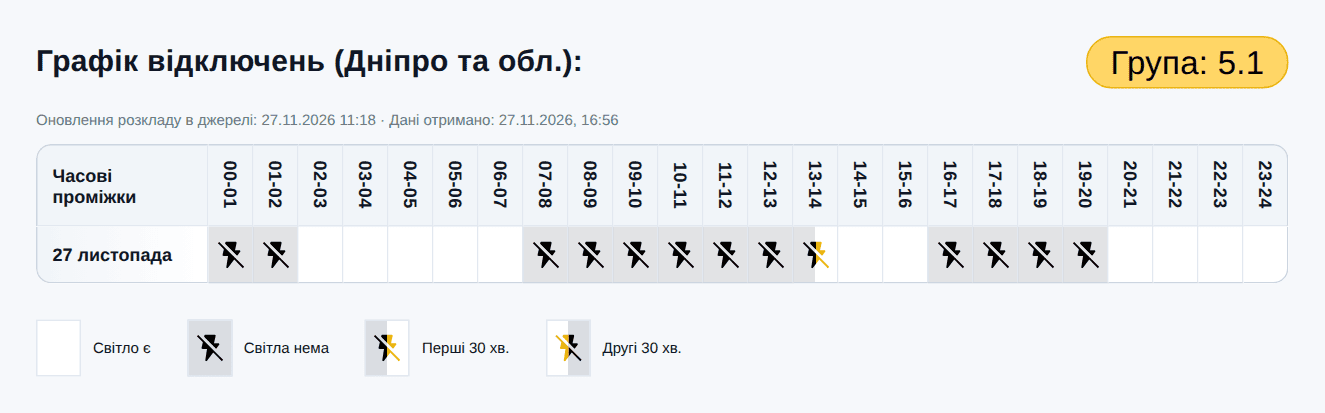 Графік відключень (Дніпро та обл.):
Група: 5.1
Оновлення розкладу в джерелі: 27.11.2026 11:18 · Дані отримано: 27.11.2026, 16:56
Часові
проміжки
00-01
01-02
02-03
03-04
04-05
05-06
06-07
07-08
08-09
09-10
10-11
11-12
12-13
13-14
14-15
15-16
16-17
17-18
18-19
19-20
20-21
21-22
22-23
23-24
27 листопада
Світло є
Світла нема
Перші 30 хв.
Другі 30 хв.